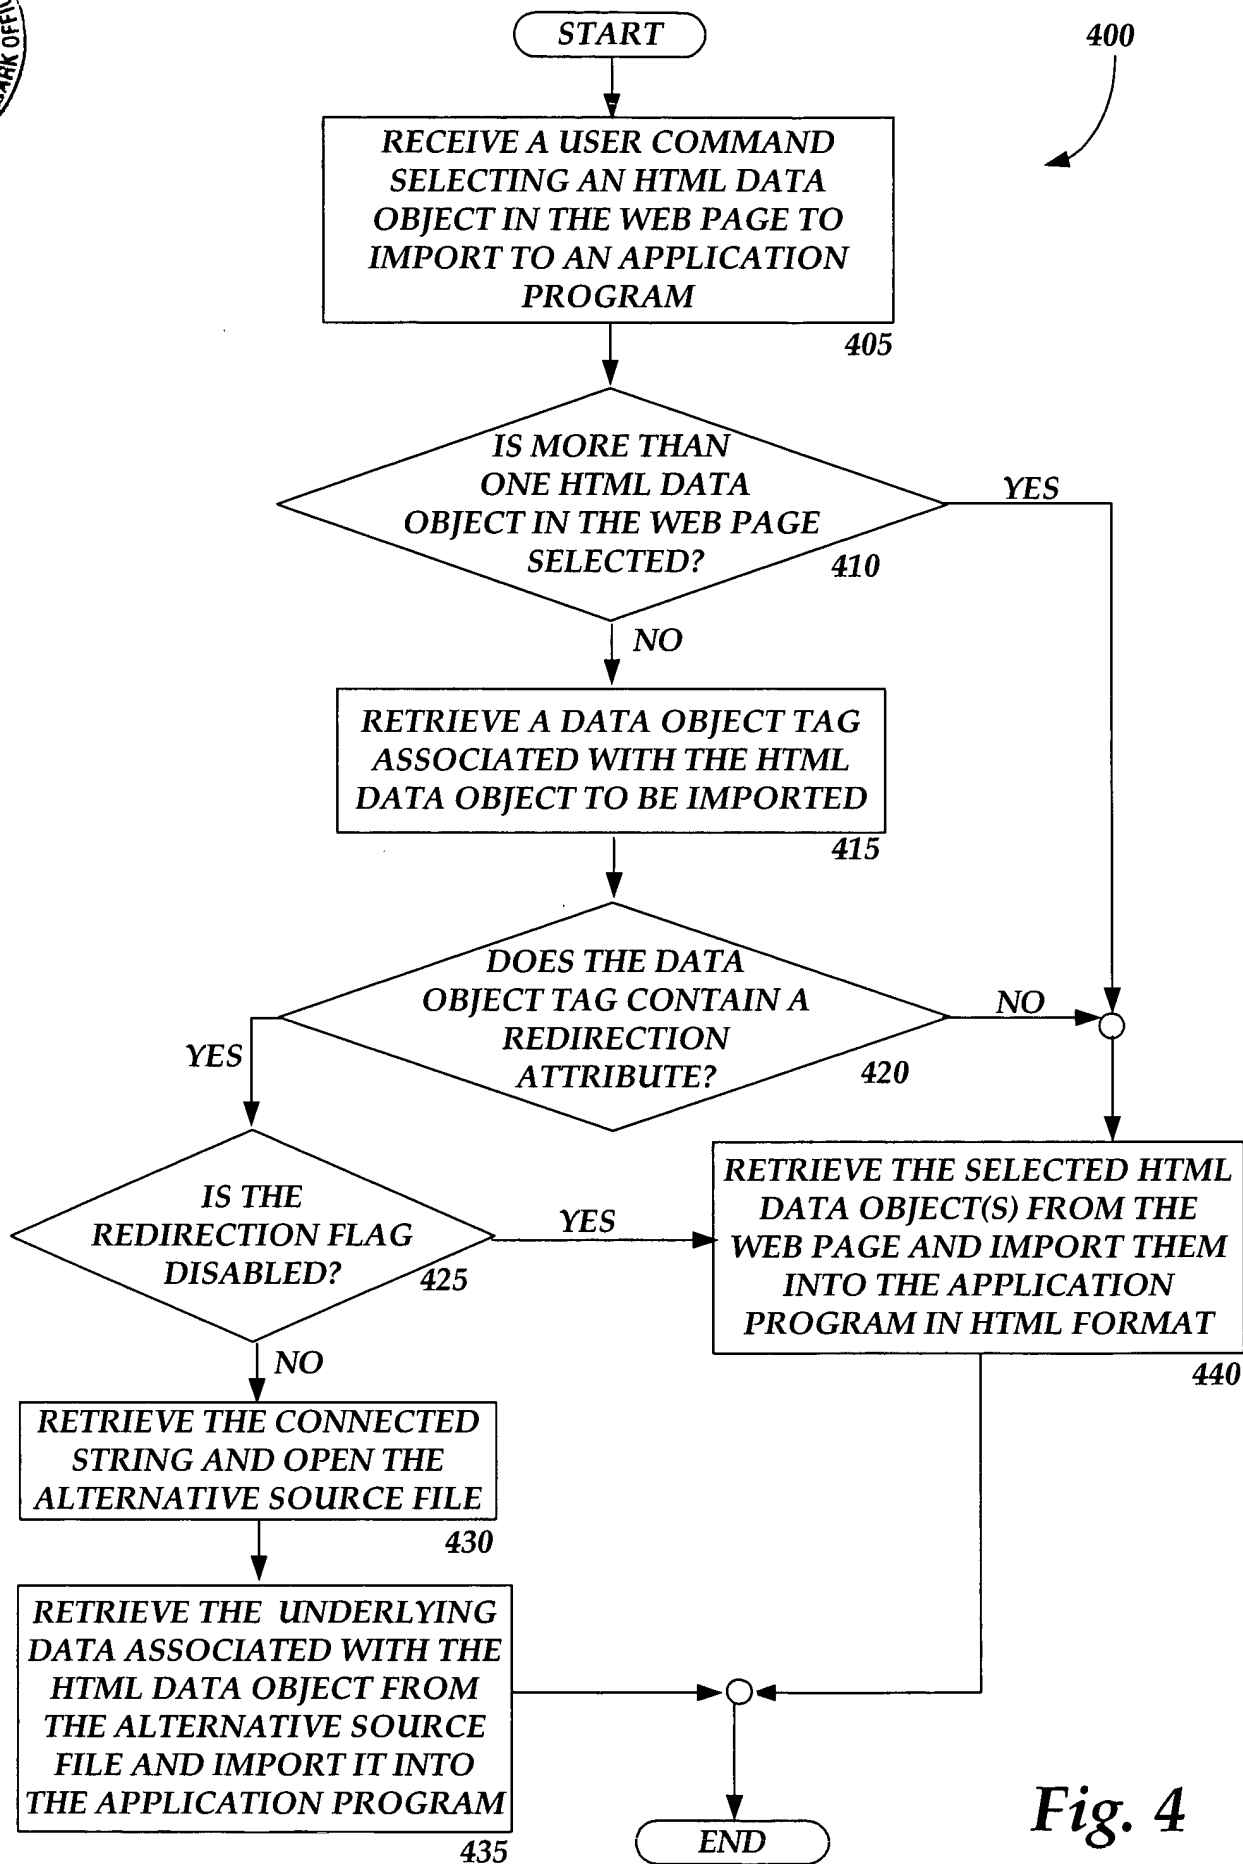 ARK OFFI
START
400
RECEIVE A USER COMMAND
SELECTING AN HTML DATA
OBJECT IN THE WEB PAGE TO
IMPORT TO AN APPLICATION
PROGRAM
405
IS MORE THAN
ONE HTML DATA
OBJECT IN THE WEB PAGE
SELECTED?
410
YES
NO
RETRIEVE A DATA OBJECT TAG
ASSOCIATED WITH THE HTML
DATA OBJECT TO BE IMPORTED
415
DOES THE DATA
OBJECT TAG CONTAIN A
REDIRECTION
ATTRIBUTE?
420
NO
YES
IS THE
REDIRECTION FLAG
DISABLED?
425
YES
RETRIEVE THE SELECTED HTML
DATA OBJECT(S) FROM THE
WEB PAGE AND IMPORT THEM
INTO THE APPLICATION
PROGRAM IN HTML FORMAT
440
NO
RETRIEVE THE CONNECTED
STRING AND OPEN THE
ALTERNATIVE SOURCE FILE
430
RETRIEVE THE UNDERLYING
DATA ASSOCIATED WITH THE
HTML DATA OBJECT FROM
THE ALTERNATIVE SOURCE
FILE AND IMPORT IT INTO
THE APPLICATION PROGRAM
435
END
Fig. 4